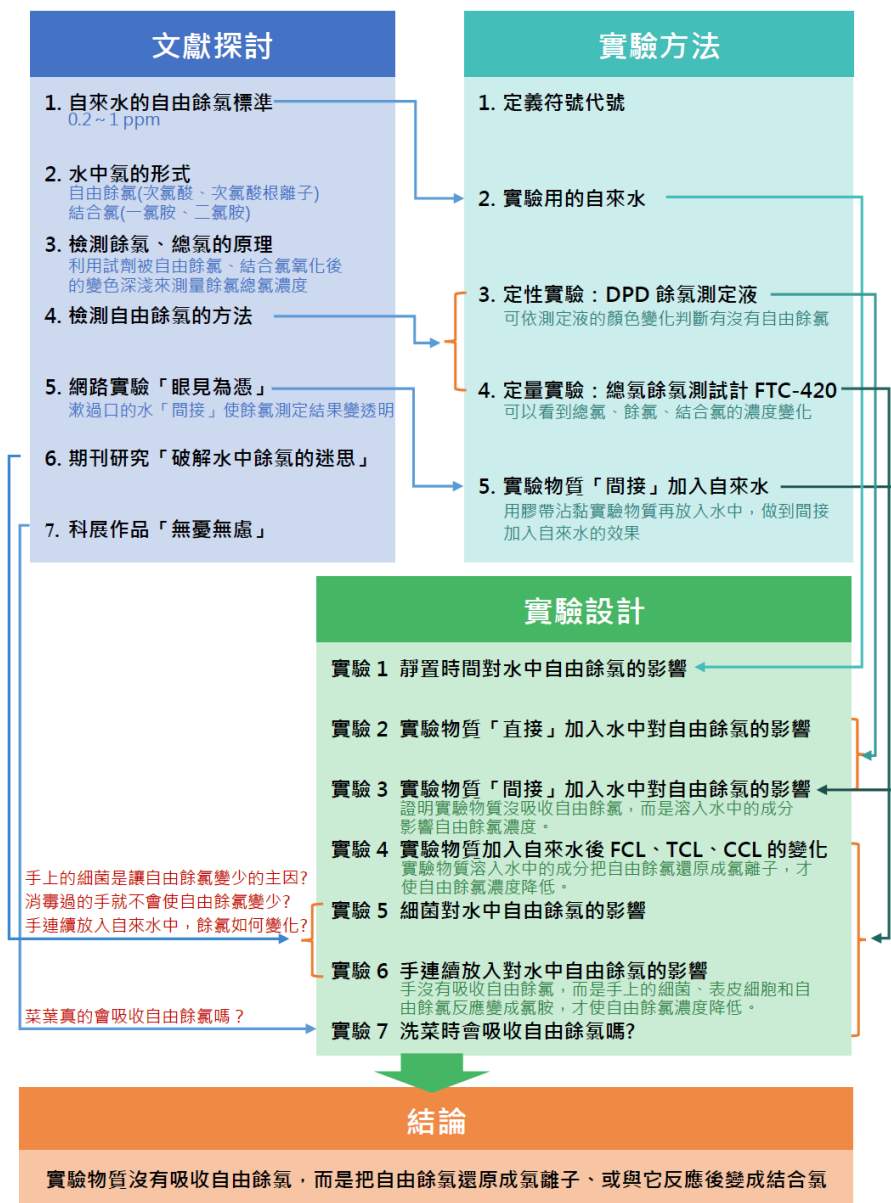 文獻探討
1. 自來水的自由餘氯標準
0.2 ~ 1 ppm
2. 水中氯的形式
自由餘氯(次氯酸、次氯酸根離子)
結合氯(一氯胺、二氯胺)
3. 檢測餘氯、總氯的原理
利用試劑被自由餘氯、結合氯氧化後
的變色深淺來測量餘氯總氯濃度
4. 檢測自由餘氯的方法
5. 網路實驗「眼見為憑」
漱過口的水「間接」使餘氯測定結果變透明
6. 期刊研究「破解水中餘氯的迷思」
7. 科展作品「無憂無慮」
實驗方法
1. 定義符號代號
2. 實驗用的自來水
3. 定性實驗：DPD 餘氯測定液
可依測定液的顏色變化判斷有沒有自由餘氯
4. 定量實驗：總氯餘氯測試計 FTC-420
可以看到總氯、餘氯、結合氯的濃度變化
5. 實驗物質「間接」加入自來水
用膠帶沾黏實驗物質再放入水中，做到間接
加入自來水的效果
實驗設計
實驗 1 靜置時間對水中自由餘氯的影響
實驗 2 實驗物質「直接」加入水中對自由餘氯的影響
實驗 3 實驗物質「間接」加入水中對自由餘氯的影響
證明實驗物質沒吸收自由餘氯，而是溶入水中的成分
影響自由餘氯濃度。
實驗 4 實驗物質加入自來水後 FCL、TCL、CCL 的變化
實驗物質溶入水中的成分把自由餘氯還原成氯離子，才
使自由餘氯濃度降低。
手上的細菌是讓自由餘氯變少的主因?
消毒過的手就不會使自由餘氯變少?
手連續放入自來水中，餘氯如何變化?
實驗 5 細菌對水中自由餘氯的影響
實驗 6 手連續放入對水中自由餘氯的影響
手沒有吸收自由餘氯，而是手上的細菌、表皮細胞和自
由餘氯反應變成氯胺，才使自由餘氯濃度降低。
菜葉真的會吸收自由餘氯嗎？
實驗 7 洗菜時會吸收自由餘氯嗎?
結論
實驗物質沒有吸收自由餘氯，而是把自由餘氯還原成氯離子、或與它反應後變成結合氯